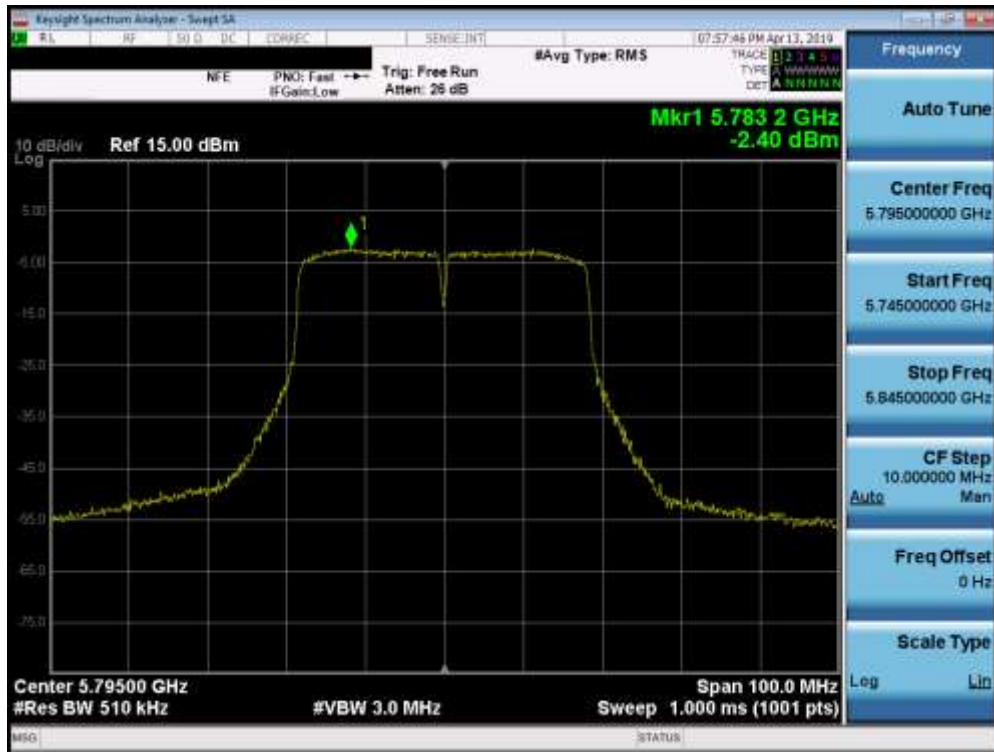 Keysight Spectrum Analyzer - Swept SA
RL RF 50 Ω DC CORREC SENSE:INT 07:57:46 PM Apr 13, 2019
#Avg Type: RMS
TRACE 1 2 3 4 5 6
NFE PNO: Fast Trig: Free Run
TYPE A WWWWW
IFGain:Low Atten: 26 dB
DET A N N N N N
Frequency
Mkr1 5.783 2 GHz
-2.40 dBm
10 dB/div Ref 15.00 dBm
Log
1
5.00
-5.00
-15.0
-25.0
-35.0
-45.0
-55.0
-65.0
-75.0
Center 5.79500 GHz Span 100.0 MHz
#Res BW 510 kHz #VBW 3.0 MHz Sweep 1.000 ms (1001 pts)
MSG STATUS
Auto Tune
Center Freq
5.795000000 GHz
Start Freq
5.745000000 GHz
Stop Freq
5.845000000 GHz
CF Step
10.000000 MHz
Auto Man
Freq Offset
0 Hz
Scale Type
Log Lin